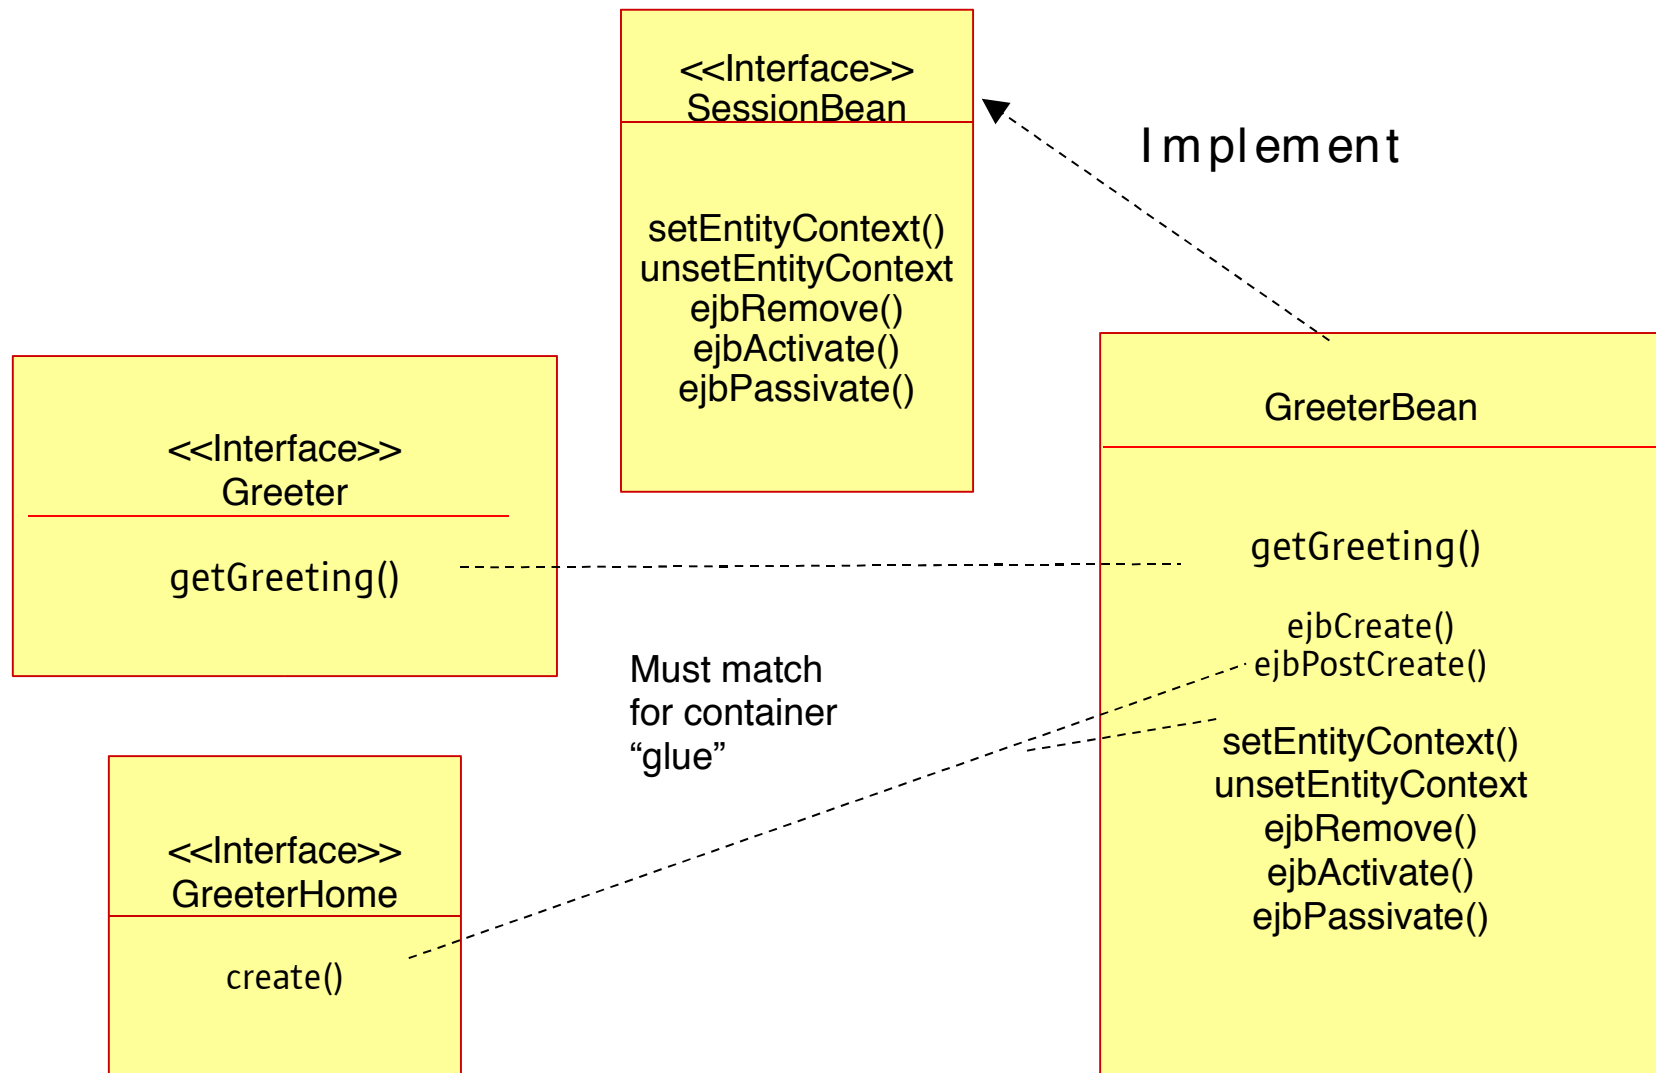 <<Interface>>
SessionBean
setEntityContext()
unsetEntityContext
ejbRemove()
ejbActivate()
ejbPassivate()
Implement
<<Interface>>
Greeter
getGreeting()
GreeterBean
getGreeting()
ejbCreate()
ejbPostCreate()
setEntityContext()
unsetEntityContext
ejbRemove()
ejbActivate()
ejbPassivate()
Must match
for container
“glue”
<<Interface>>
GreeterHome
create()